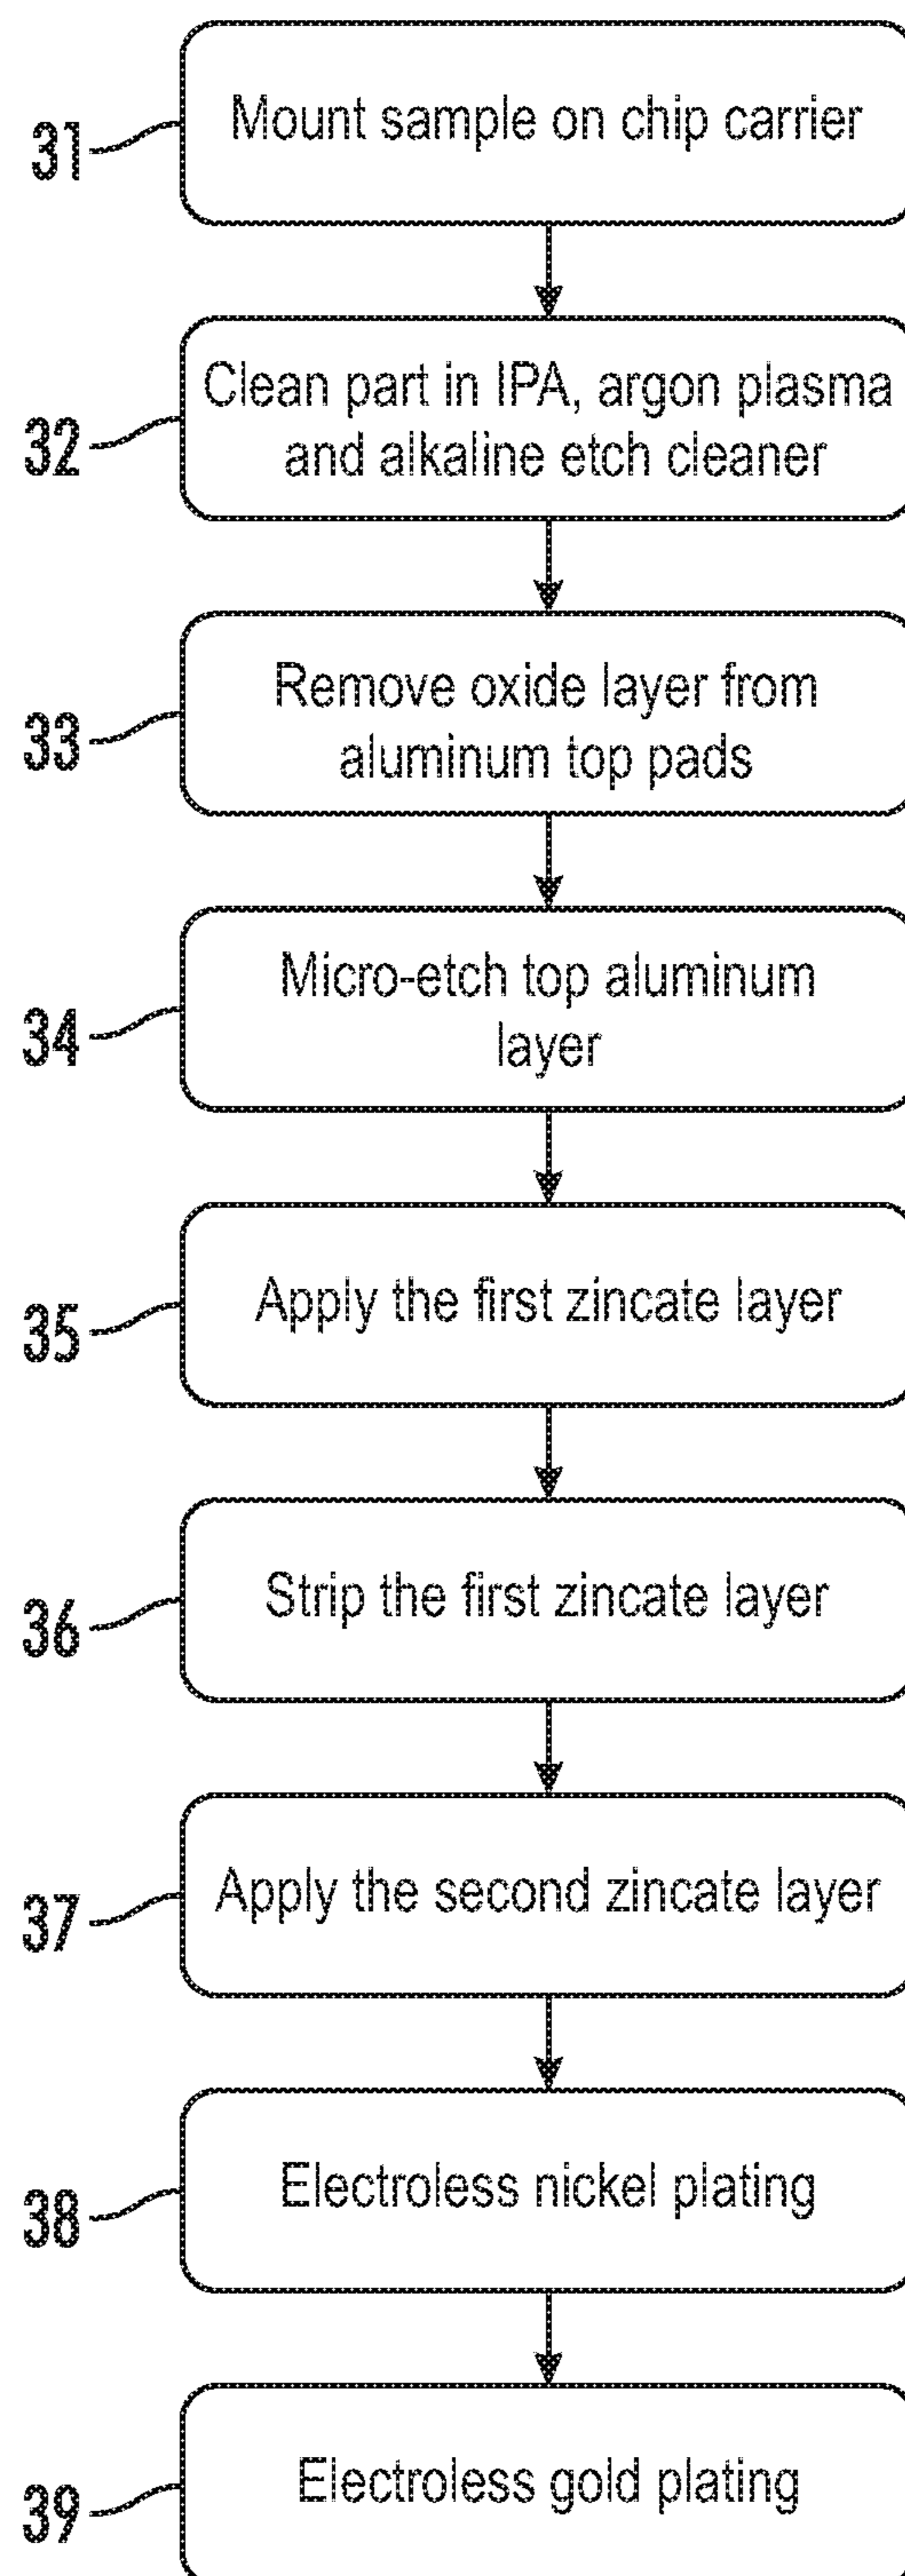 31
Mount sample on chip carrier
32
Clean part in IPA, argon plasma
and alkaline etch cleaner
33
Remove oxide layer from
aluminum top pads
34
Micro-etch top aluminum
layer
35
Apply the first zincate layer
36
Strip the first zincate layer
37
Apply the second zincate layer
38
Electroless nickel plating
39
Electroless gold plating